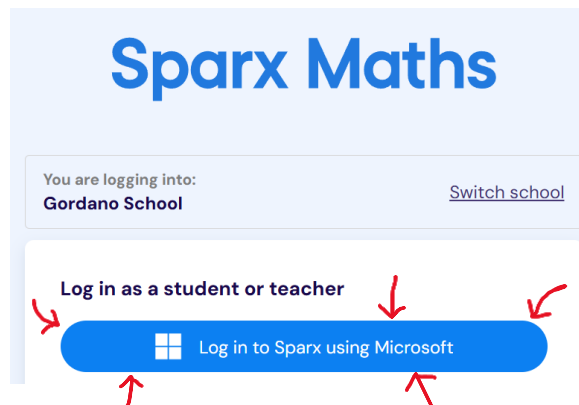 Sparx Maths
You are logging into:
Gordano School
Switch school
Log in as a student or teacher
Log in to Sparx using Microsoft